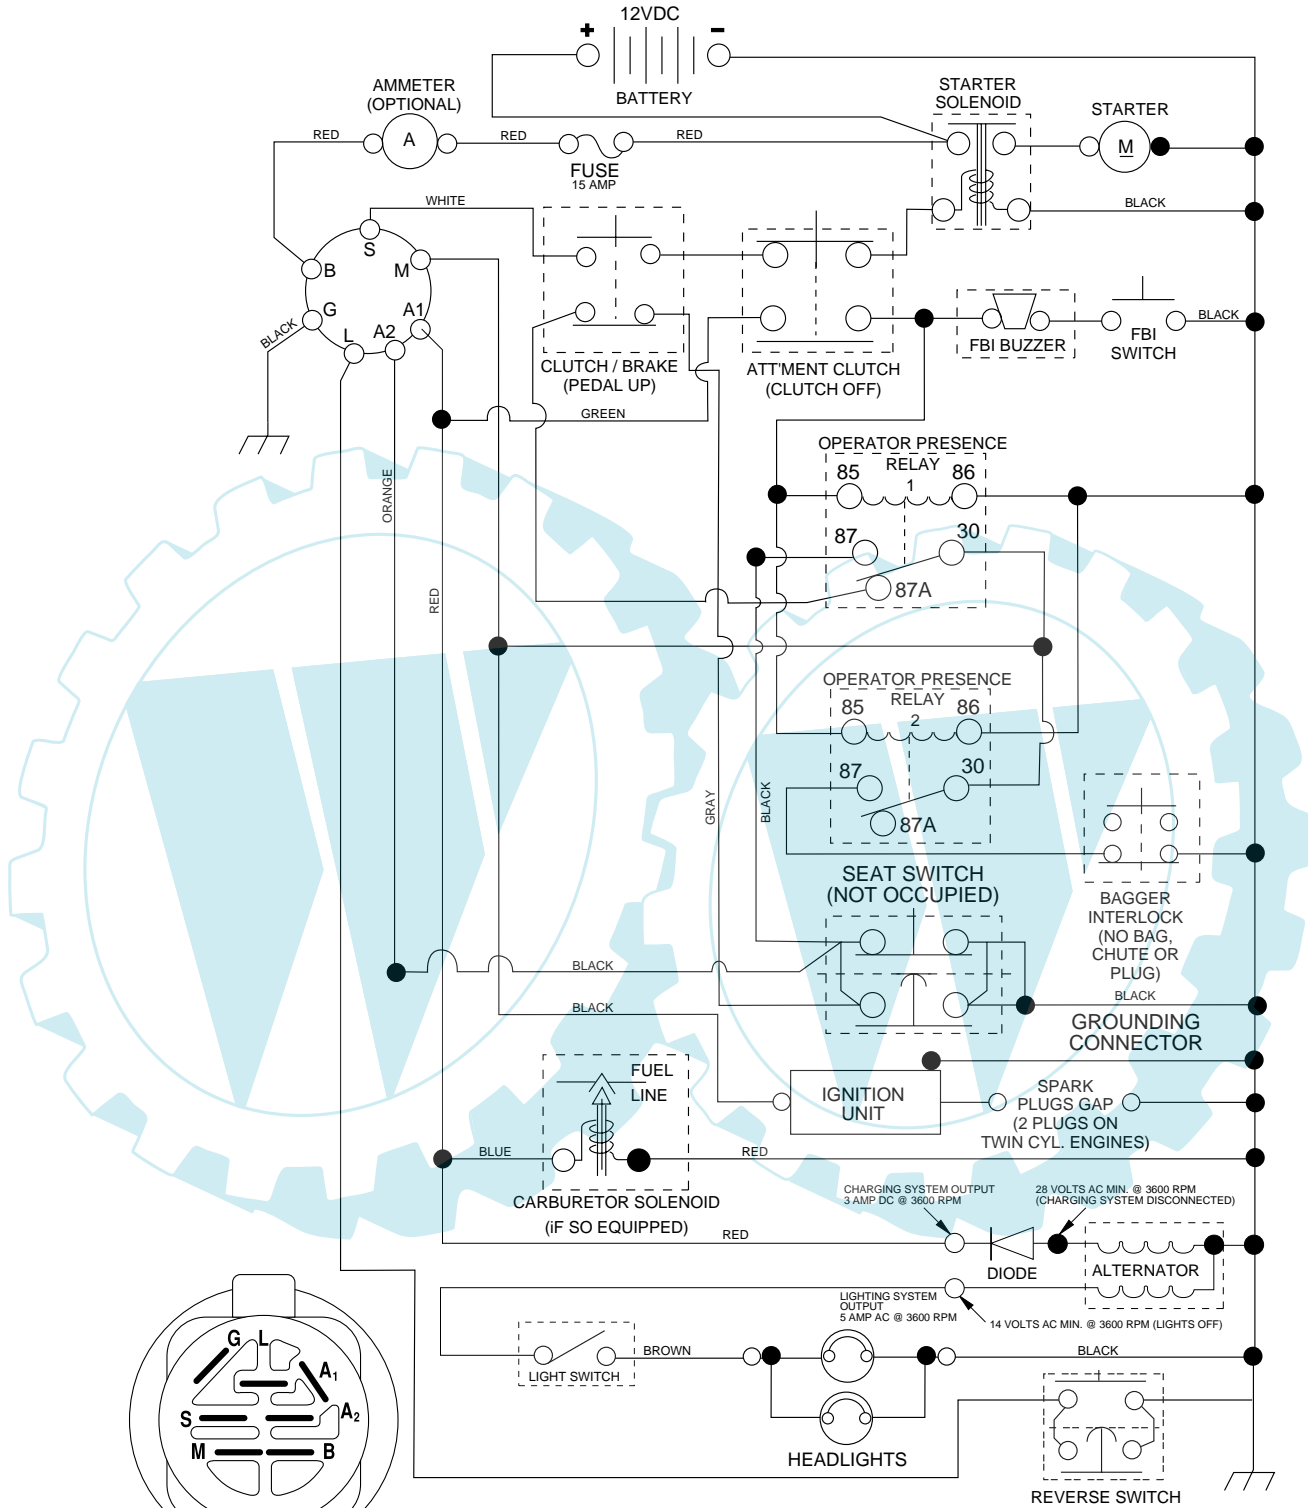 12VDC
+
-
BATTERY
AMMETER
(OPTIONAL)
STARTER
SOLENOID
STARTER
RED
A
RED
RED
M
FUSE
15 AMP
WHITE
BLACK
S
B
M
G
A1
L
A2
BLACK
FBI BUZZER
FBI
SWITCH
BLACK
CLUTCH / BRAKE
(PEDAL UP)
ATT'MENT CLUTCH
(CLUTCH OFF)
GREEN
OPERATOR PRESENCE
RELAY
85
1
86
ORANGE
87
30
87A
RED
OPERATOR PRESENCE
RELAY
85
2
86
87
30
87A
GRAY
BLACK
SEAT SWITCH
(NOT OCCUPIED)
BAGGER
INTERLOCK
(NO BAG,
CHUTE OR
PLUG)
BLACK
BLACK
BLACK
GROUNDING
CONNECTOR
FUEL
LINE
IGNITION
UNIT
SPARK
PLUGS GAP
(2 PLUGS ON
TWIN CYL. ENGINES)
BLUE
RED
CARBURETOR SOLENOID
(iF SO EQUIPPED)
CHARGING SYSTEM OUTPUT
3 AMP DC @ 3600 RPM
28 VOLTS AC MIN. @ 3600 RPM
(CHARGING SYSTEM DISCONNECTED)
RED
DIODE
ALTERNATOR
LIGHTING SYSTEM
OUTPUT
5 AMP AC @ 3600 RPM
14 VOLTS AC MIN. @ 3600 RPM (LIGHTS OFF)
BROWN
BLACK
LIGHT SWITCH
HEADLIGHTS
REVERSE SWITCH
G
L
A1
A2
S
M
B